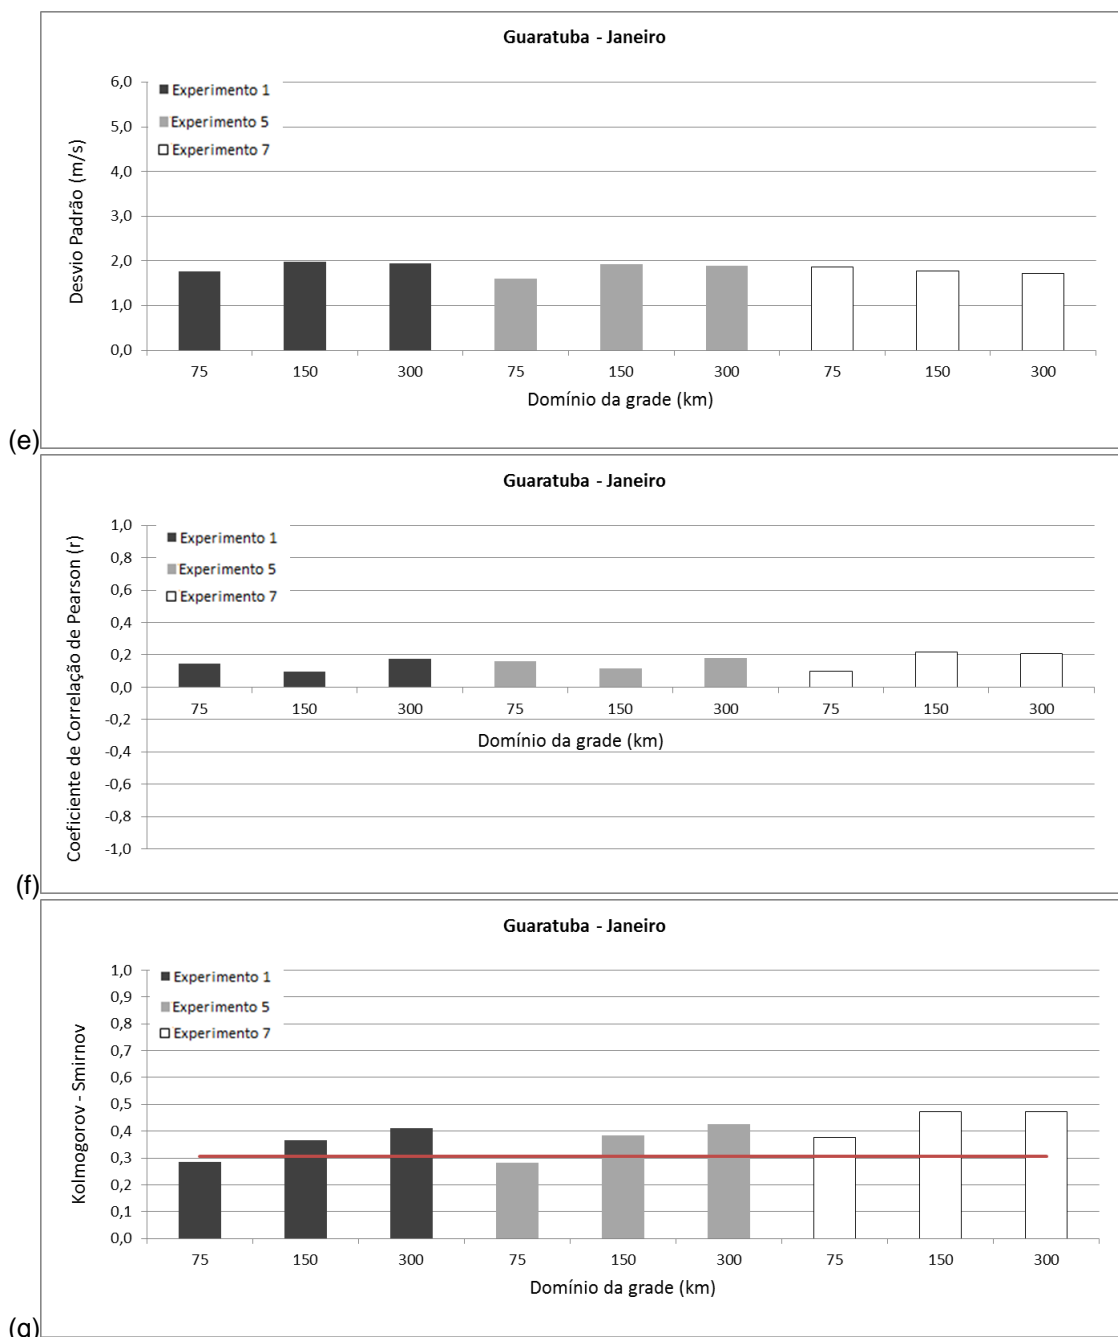 Guaratuba - Janeiro
Desvio Padrão (m/s)
6,0
5,0
4,0
3,0
2,0
1,0
0,0
Experimento 1
Experimento 5
Experimento 7
75 150 300 75 150 300 75 150 300
Domínio da grade (km)
(e)
Guaratuba - Janeiro
Coeficiente de Correlação de Pearson (r)
1,0
0,8
0,6
0,4
0,2
0,0
-0,2
-0,4
-0,6
-0,8
-1,0
Experimento 1
Experimento 5
Experimento 7
75 150 300 75 150 300 75 150 300
Domínio da grade (km)
(f)
Guaratuba - Janeiro
Kolmogorov - Smirnov
1,0
0,9
0,8
0,7
0,6
0,5
0,4
0,3
0,2
0,1
0,0
Experimento 1
Experimento 5
Experimento 7
75 150 300 75 150 300 75 150 300
Domínio da grade (km)
(g)